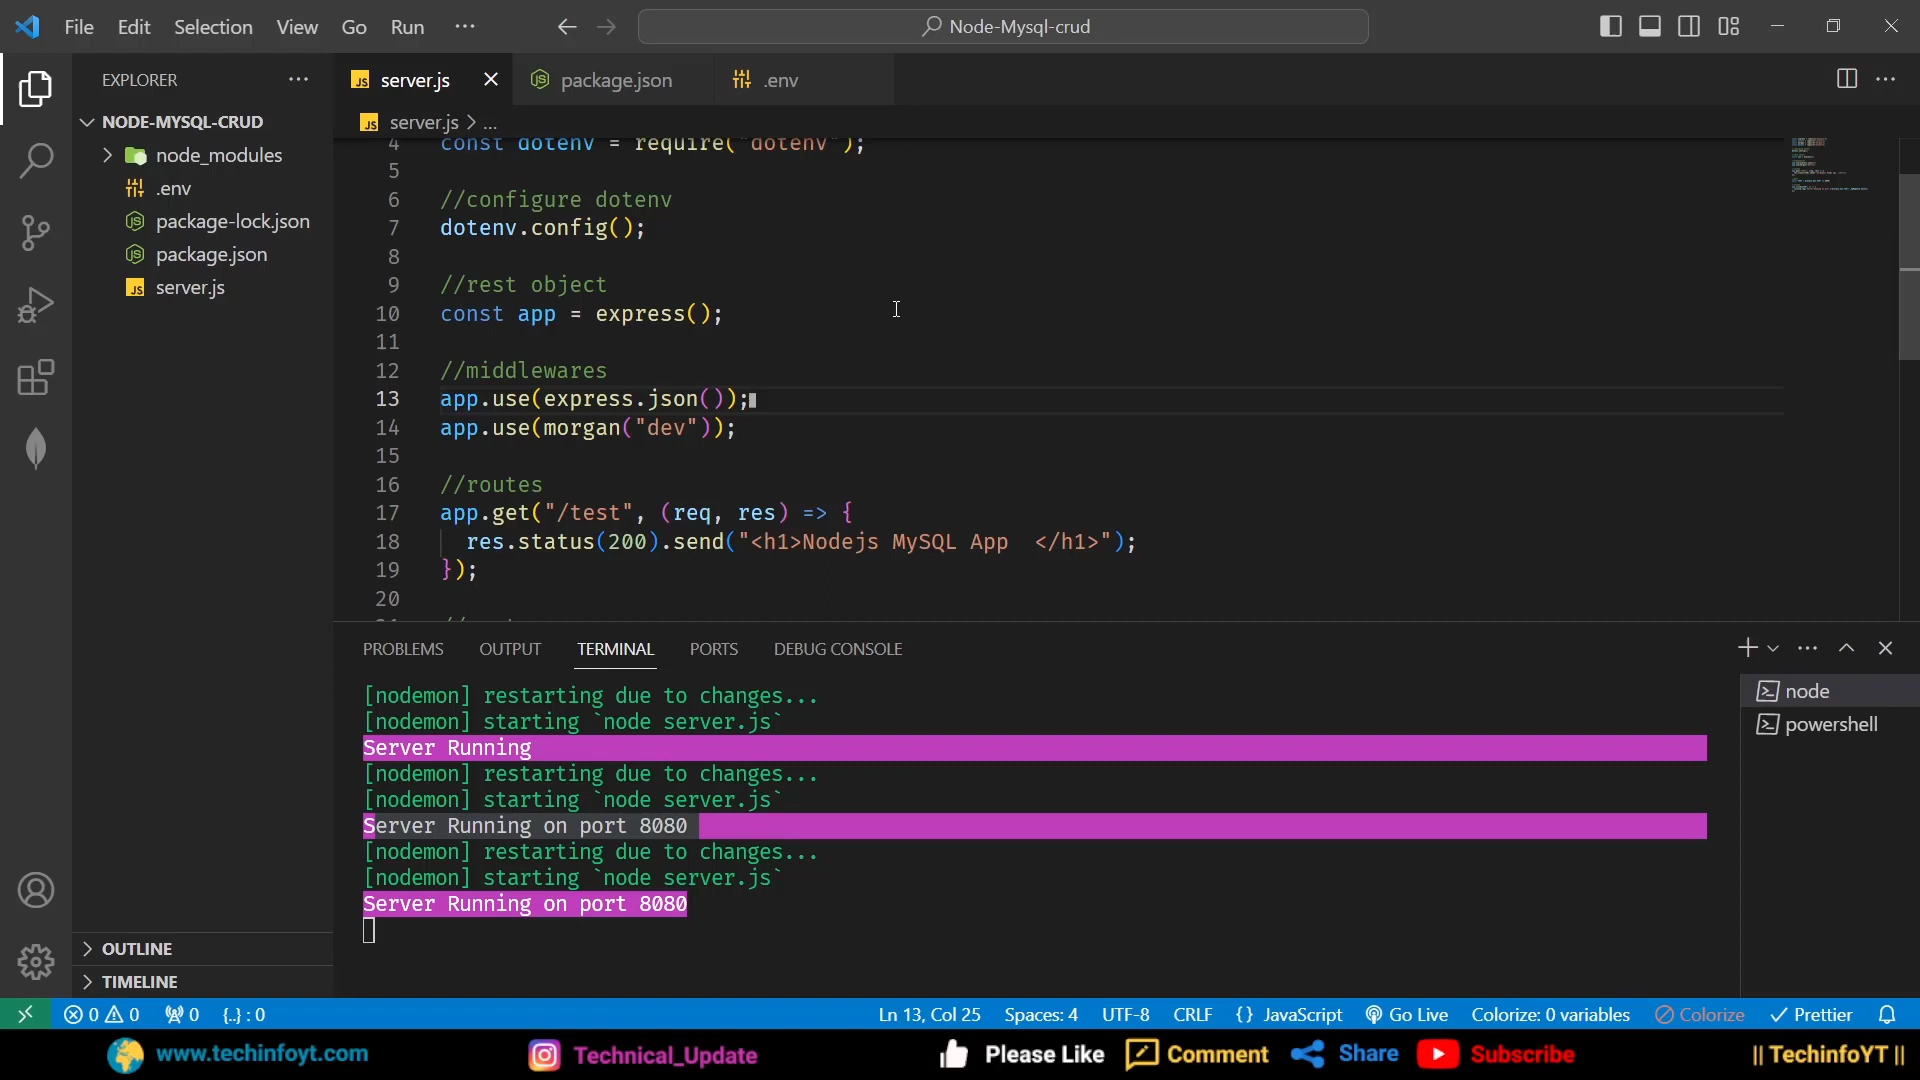 File Edit Selection View Go Run ...
Node-Mysql-crud
EXPLORER ...
server.js
package.json
.env
NODE-MYSQL-CRUD
node_modules
.env
package-lock.json
package.json
server.js
server.js > ...
4 const dotenv = require("dotenv");
5
6 //configure dotenv
7 dotenv.config();
8
9 //rest object
10 const app = express();
11
12 //middlewares
13 app.use(express.json());
14 app.use(morgan("dev"));
15
16 //routes
17 app.get("/test", (req, res) => {
18 res.status(200).send("<h1>Nodejs MySQL App  </h1>");
19 });
20
PROBLEMS OUTPUT TERMINAL PORTS DEBUG CONSOLE
[nodemon] restarting due to changes...
[nodemon] starting `node server.js`
Server Running
[nodemon] restarting due to changes...
[nodemon] starting `node server.js`
Server Running on port 8080
[nodemon] restarting due to changes...
[nodemon] starting `node server.js`
Server Running on port 8080
node
powershell
OUTLINE
TIMELINE
0 0 0 {..} : 0 Ln 13, Col 25 Spaces: 4 UTF-8 CRLF {} JavaScript Go Live Colorize: 0 variables Colorize Prettier
www.techinfoyt.com Technical_Update Please Like Comment Share Subscribe || TechinfoYT ||